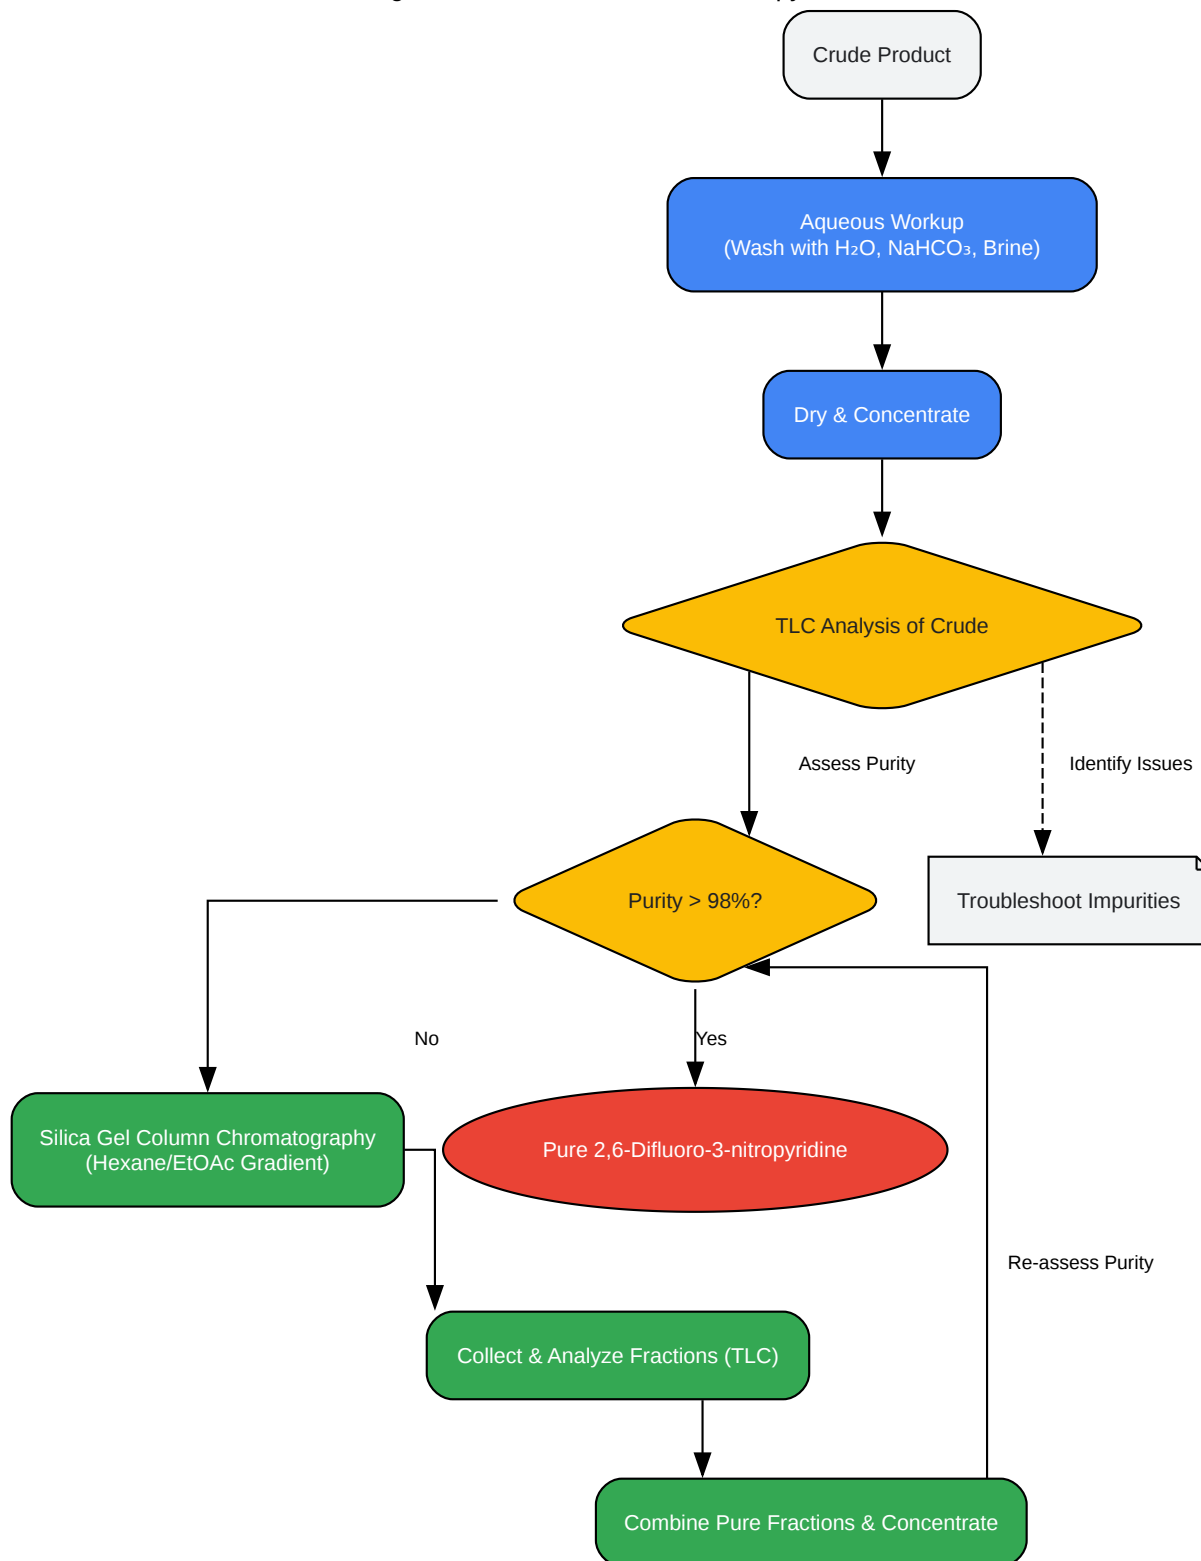 Crude Product
Aqueous Workup
(Wash with H₂O, NaHCO₃, Brine)
Dry & Concentrate
TLC Analysis of Crude
Assess Purity
Identify Issues
Purity > 98%?
Troubleshoot Impurities
No
Yes
Silica Gel Column Chromatography
(Hexane/EtOAc Gradient)
Pure 2,6-Difluoro-3-nitropyridine
Re-assess Purity
Collect & Analyze Fractions (TLC)
Combine Pure Fractions & Concentrate